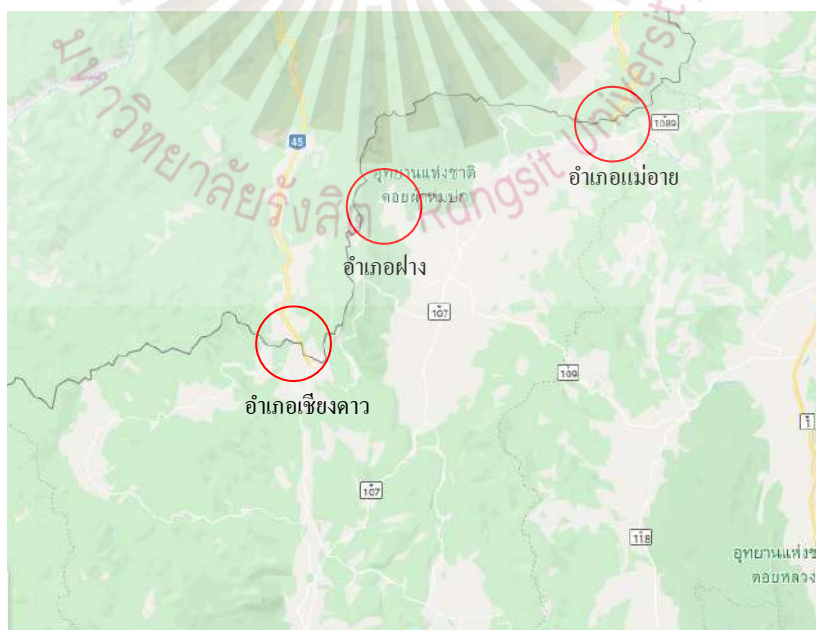 มหาวิทยาลัยรังสิต Rangsit Universit
45
1089
อุทยานแห่งชาติ
ดอยผ้าห่มปก
อำเภอแม่อาย
อำเภอฝาง
107
อำเภอเชียงดาว
109
1
107
118
อุทยานแห่งช
ดอยหลวง